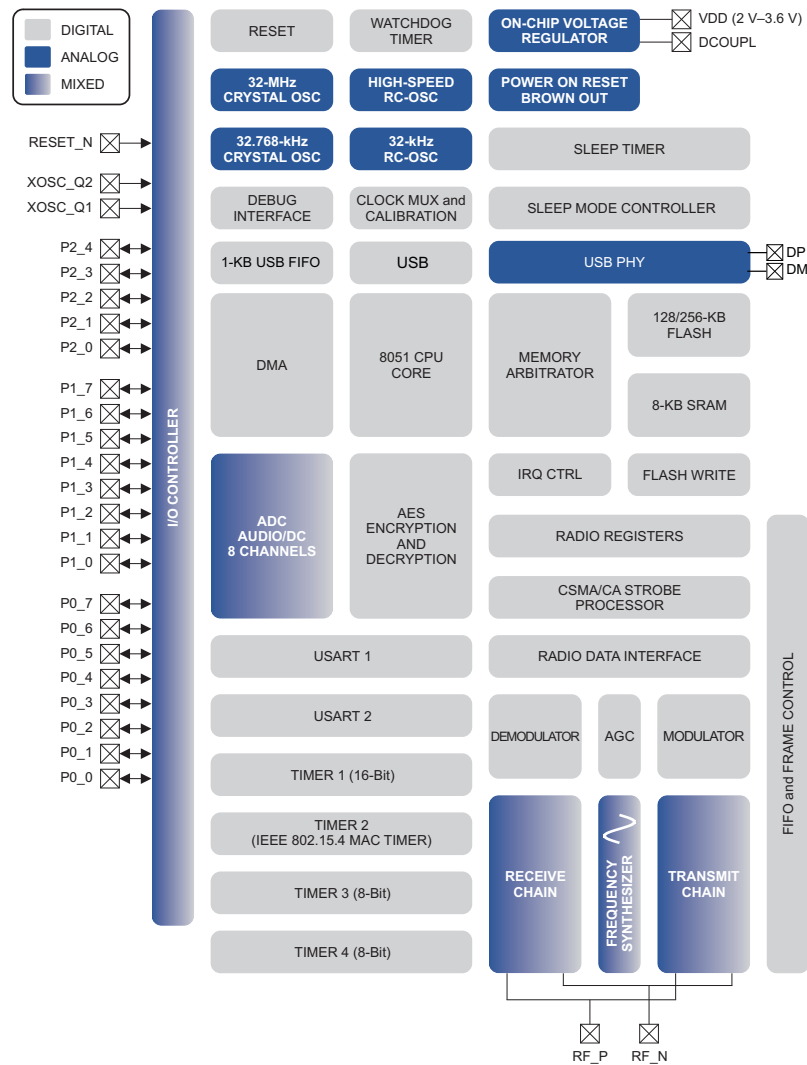 DIGITAL
ANALOG
MIXED
RESET_N
XOSC_Q2
XOSC_Q1
P2_4
P2_3
P2_2
P2_1
P2_0
P1_7
P1_6
P1_5
P1_4
P1_3
P1_2
P1_1
P1_0
P0_7
P0_6
P0_5
P0_4
P0_3
P0_2
P0_1
P0_0
I/O CONTROLLER
RESET
WATCHDOG
TIMER
ON-CHIP VOLTAGE
REGULATOR
VDD (2 V–3.6 V)
DCOUPL
32-MHz
CRYSTAL OSC
HIGH-SPEED
RC-OSC
POWER ON RESET
BROWN OUT
32.768-kHz
CRYSTAL OSC
32-kHz
RC-OSC
SLEEP TIMER
DEBUG
INTERFACE
CLOCK MUX and
CALIBRATION
SLEEP MODE CONTROLLER
1-KB USB FIFO
USB
USB PHY
DP
DM
DMA
8051 CPU
CORE
MEMORY
ARBITRATOR
128/256-KB
FLASH
8-KB SRAM
ADC
AUDIO/DC
8 CHANNELS
AES
ENCRYPTION
AND
DECRYPTION
IRQ CTRL
FLASH WRITE
RADIO REGISTERS
CSMA/CA STROBE
PROCESSOR
RADIO DATA INTERFACE
USART 1
USART 2
TIMER 1 (16-Bit)
TIMER 2
(IEEE 802.15.4 MAC TIMER)
TIMER 3 (8-Bit)
TIMER 4 (8-Bit)
DEMODULATOR
AGC
MODULATOR
RECEIVE
CHAIN
FREQUENCY
SYNTHESIZER
TRANSMIT
CHAIN
FIFO and FRAME CONTROL
RF_P
RF_N